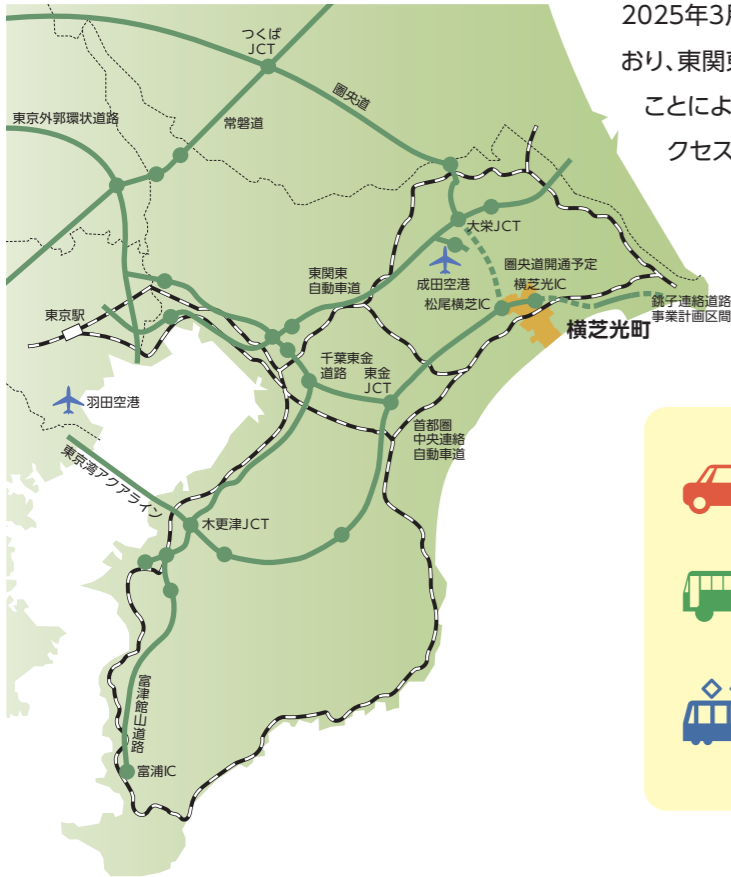 2025年3月
おり、東関東
ことによ
クセス
つくば
JCT
圏央道
東京外郭環状道路
常磐道
大栄JCT
東関東
自動車道
成田空港
圏央道開通予定
横芝光IC
松尾横芝IC
銚子連絡道路
事業計画区間
横芝光町
東京駅
千葉東金
道路
東金
JCT
羽田空港
首都圏
中央連絡
自動車道
東京湾アクアライン
木更津JCT
富津館山道路
富浦IC